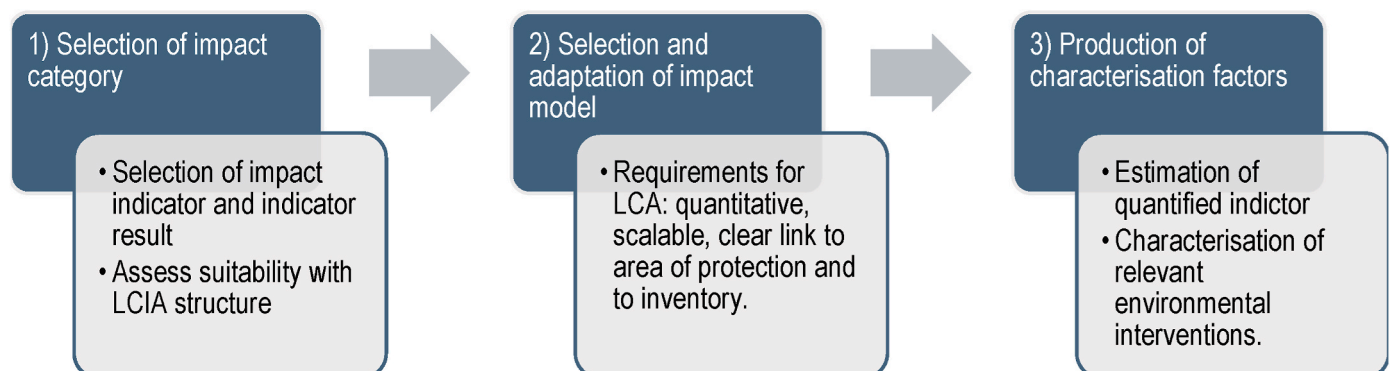 1) Selection of impact
category
• Selection of impact
indicator and indicator
result
• Assess suitability with
LCIA structure
2) Selection and
adaptation of impact
model
• Requirements for
LCA: quantitative,
scalable, clear link to
area of protection and
to inventory.
3) Production of
characterisation factors
• Estimation of
quantified indictor
• Characterisation of
relevant
environmental
interventions.